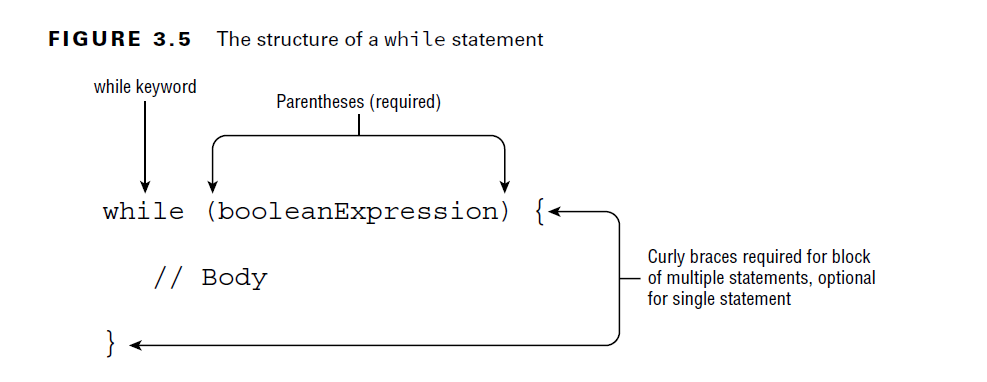 FIGURE 3.5 The structure of a while statement
while keyword
Parentheses (required)
while (booleanExpression) {
Curly braces required for block
of multiple statements, optional
for single statement
// Body
}